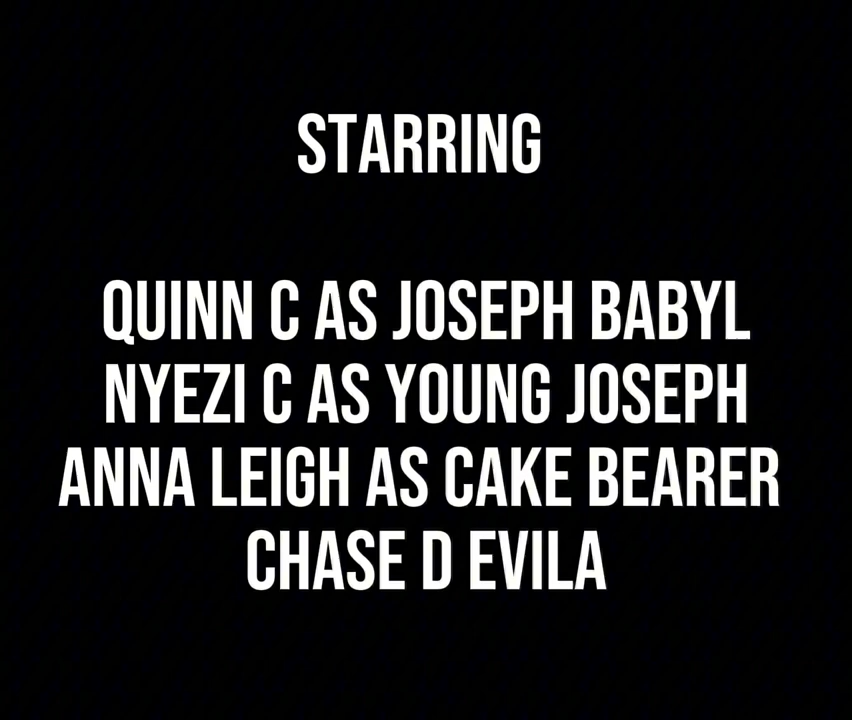 STARRING
QUINN C AS JOSEPH BABYL
NYEZI C AS YOUNG JOSEPH
ANNA LEIGH AS CAKE BEARER
CHASE D EVILA